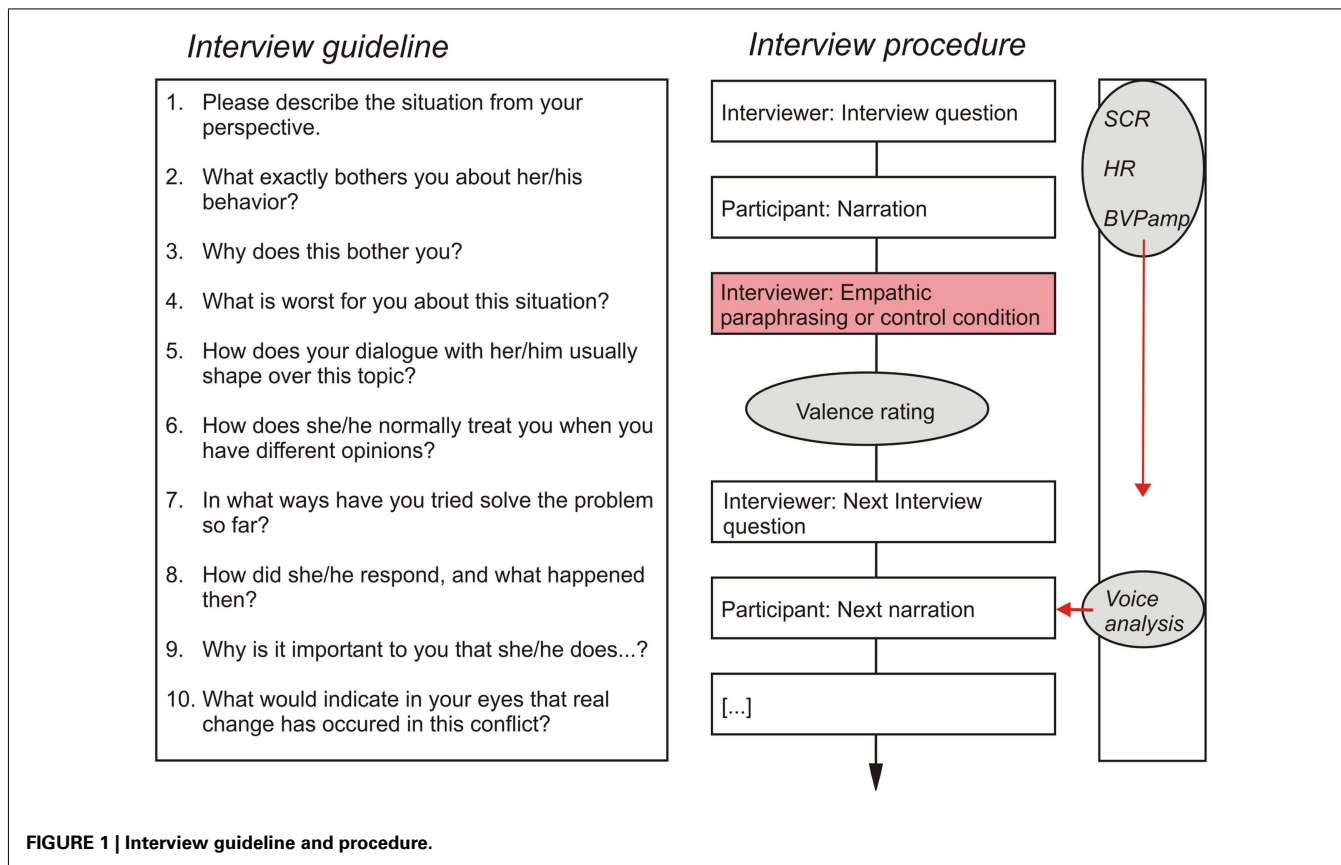 Interview guideline
1. Please describe the situation from your
perspective.
2. What exactly bothers you about her/his
behavior?
3. Why does this bother you?
4. What is worst for you about this situation?
5. How does your dialogue with her/him usually
shape over this topic?
6. How does she/he normally treat you when you
have different opinions?
7. In what ways have you tried solve the problem
so far?
8. How did she/he respond, and what happened
then?
9. Why is it important to you that she/he does...?
10. What would indicate in your eyes that real
change has occured in this conflict?
Interview procedure
Interviewer: Interview question
Participant: Narration
Interviewer: Empathic
paraphrasing or control condition
Valence rating
Interviewer: Next Interview
question
Participant: Next narration
[...]
SCR
HR
BVPamp
Voice
analysis
FIGURE 1 | Interview guideline and procedure.